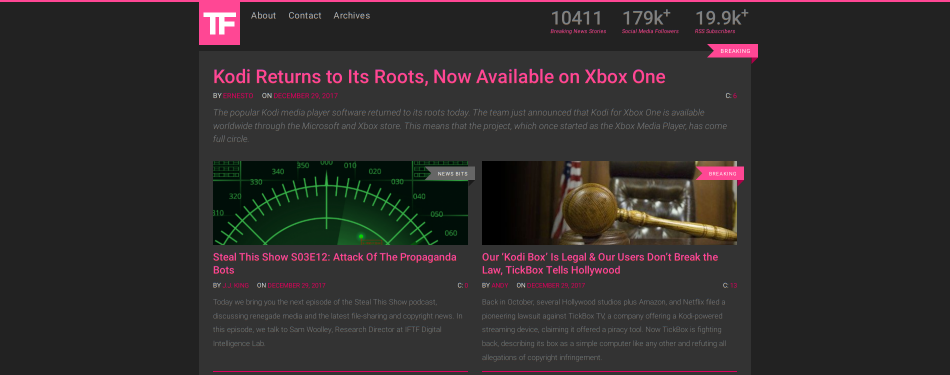 TF
About Contact Archives
10411 179k+ 19.9k+
Breaking News Stories Social Media Followers RSS Subscribers
BREAKING
Kodi Returns to Its Roots, Now Available on Xbox One
BY ERNESTO ON DECEMBER 29, 2017 C:
The popular Kodi media player software returned to its roots today. The team just announced that Kodi for Xbox One is available
worldwide through the Microsoft and Xbox store. This means that the project, which once started as the Xbox Media Player, has come
full circle.
350 000 010
340 020
330 030
320 040
310 050
060
NEWS BITS
Steal This Show S03E12: Attack Of The Propaganda
Bots
BY J.J. KING ON DECEMBER 29, 2017 C:
Today we bring you the next episode of the Steal This Show podcast,
discussing renegade media and the latest file-sharing and copyright news. In
this episode, we talk to Sam Woolley, Research Director at IFTF Digital
Intelligence Lab.
BREAKING
Our 'Kodi Box' Is Legal & Our Users Don't Break the
Law, TickBox Tells Hollywood
BY ANDY ON DECEMBER 29, 2017 C:
Back in October, several Hollywood studios plus Amazon, and Netflix filed a
pioneering lawsuit against TickBox TV, a company offering a Kodi-powered
streaming device, claiming it offered a piracy tool. Now TickBox is fighting
back, describing its box as a simple computer like any other and refuting all
allegations of copyright infringement.